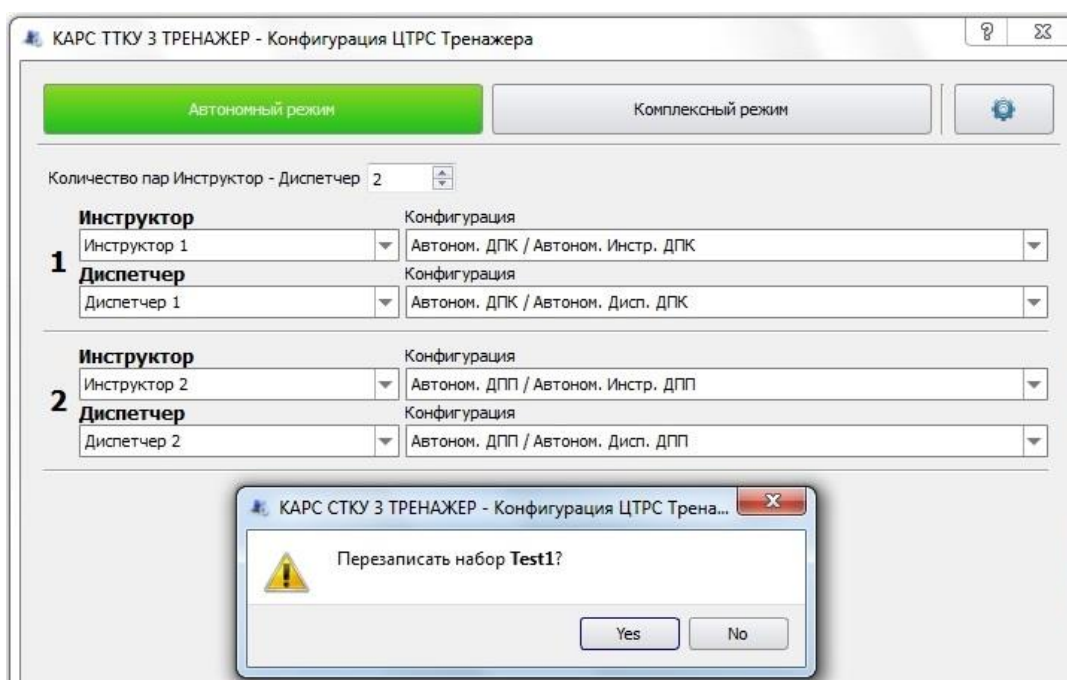 КАРС ТТКУ 3 ТРЕНАЖЕР - Конфигурация ЦТРС Тренажера
Автономный режим
Комплексный режим
Количество пар Инструктор - Диспетчер 2
Инструктор Конфигурация
Инструктор 1 Автоном. ДПК / Автоном. Инстр. ДПК
1
Диспетчер Конфигурация
Диспетчер 1 Автоном. ДПК / Автоном. Дисп. ДПК
Инструктор Конфигурация
Инструктор 2 Автоном. ДПП / Автоном. Инстр. ДПП
2
Диспетчер Конфигурация
Диспетчер 2 Автоном. ДПП / Автоном. Дисп. ДПП
КАРС СТКУ 3 ТРЕНАЖЕР - Конфигурация ЦТРС Трена...
Перезаписать набор Test1?
Yes No